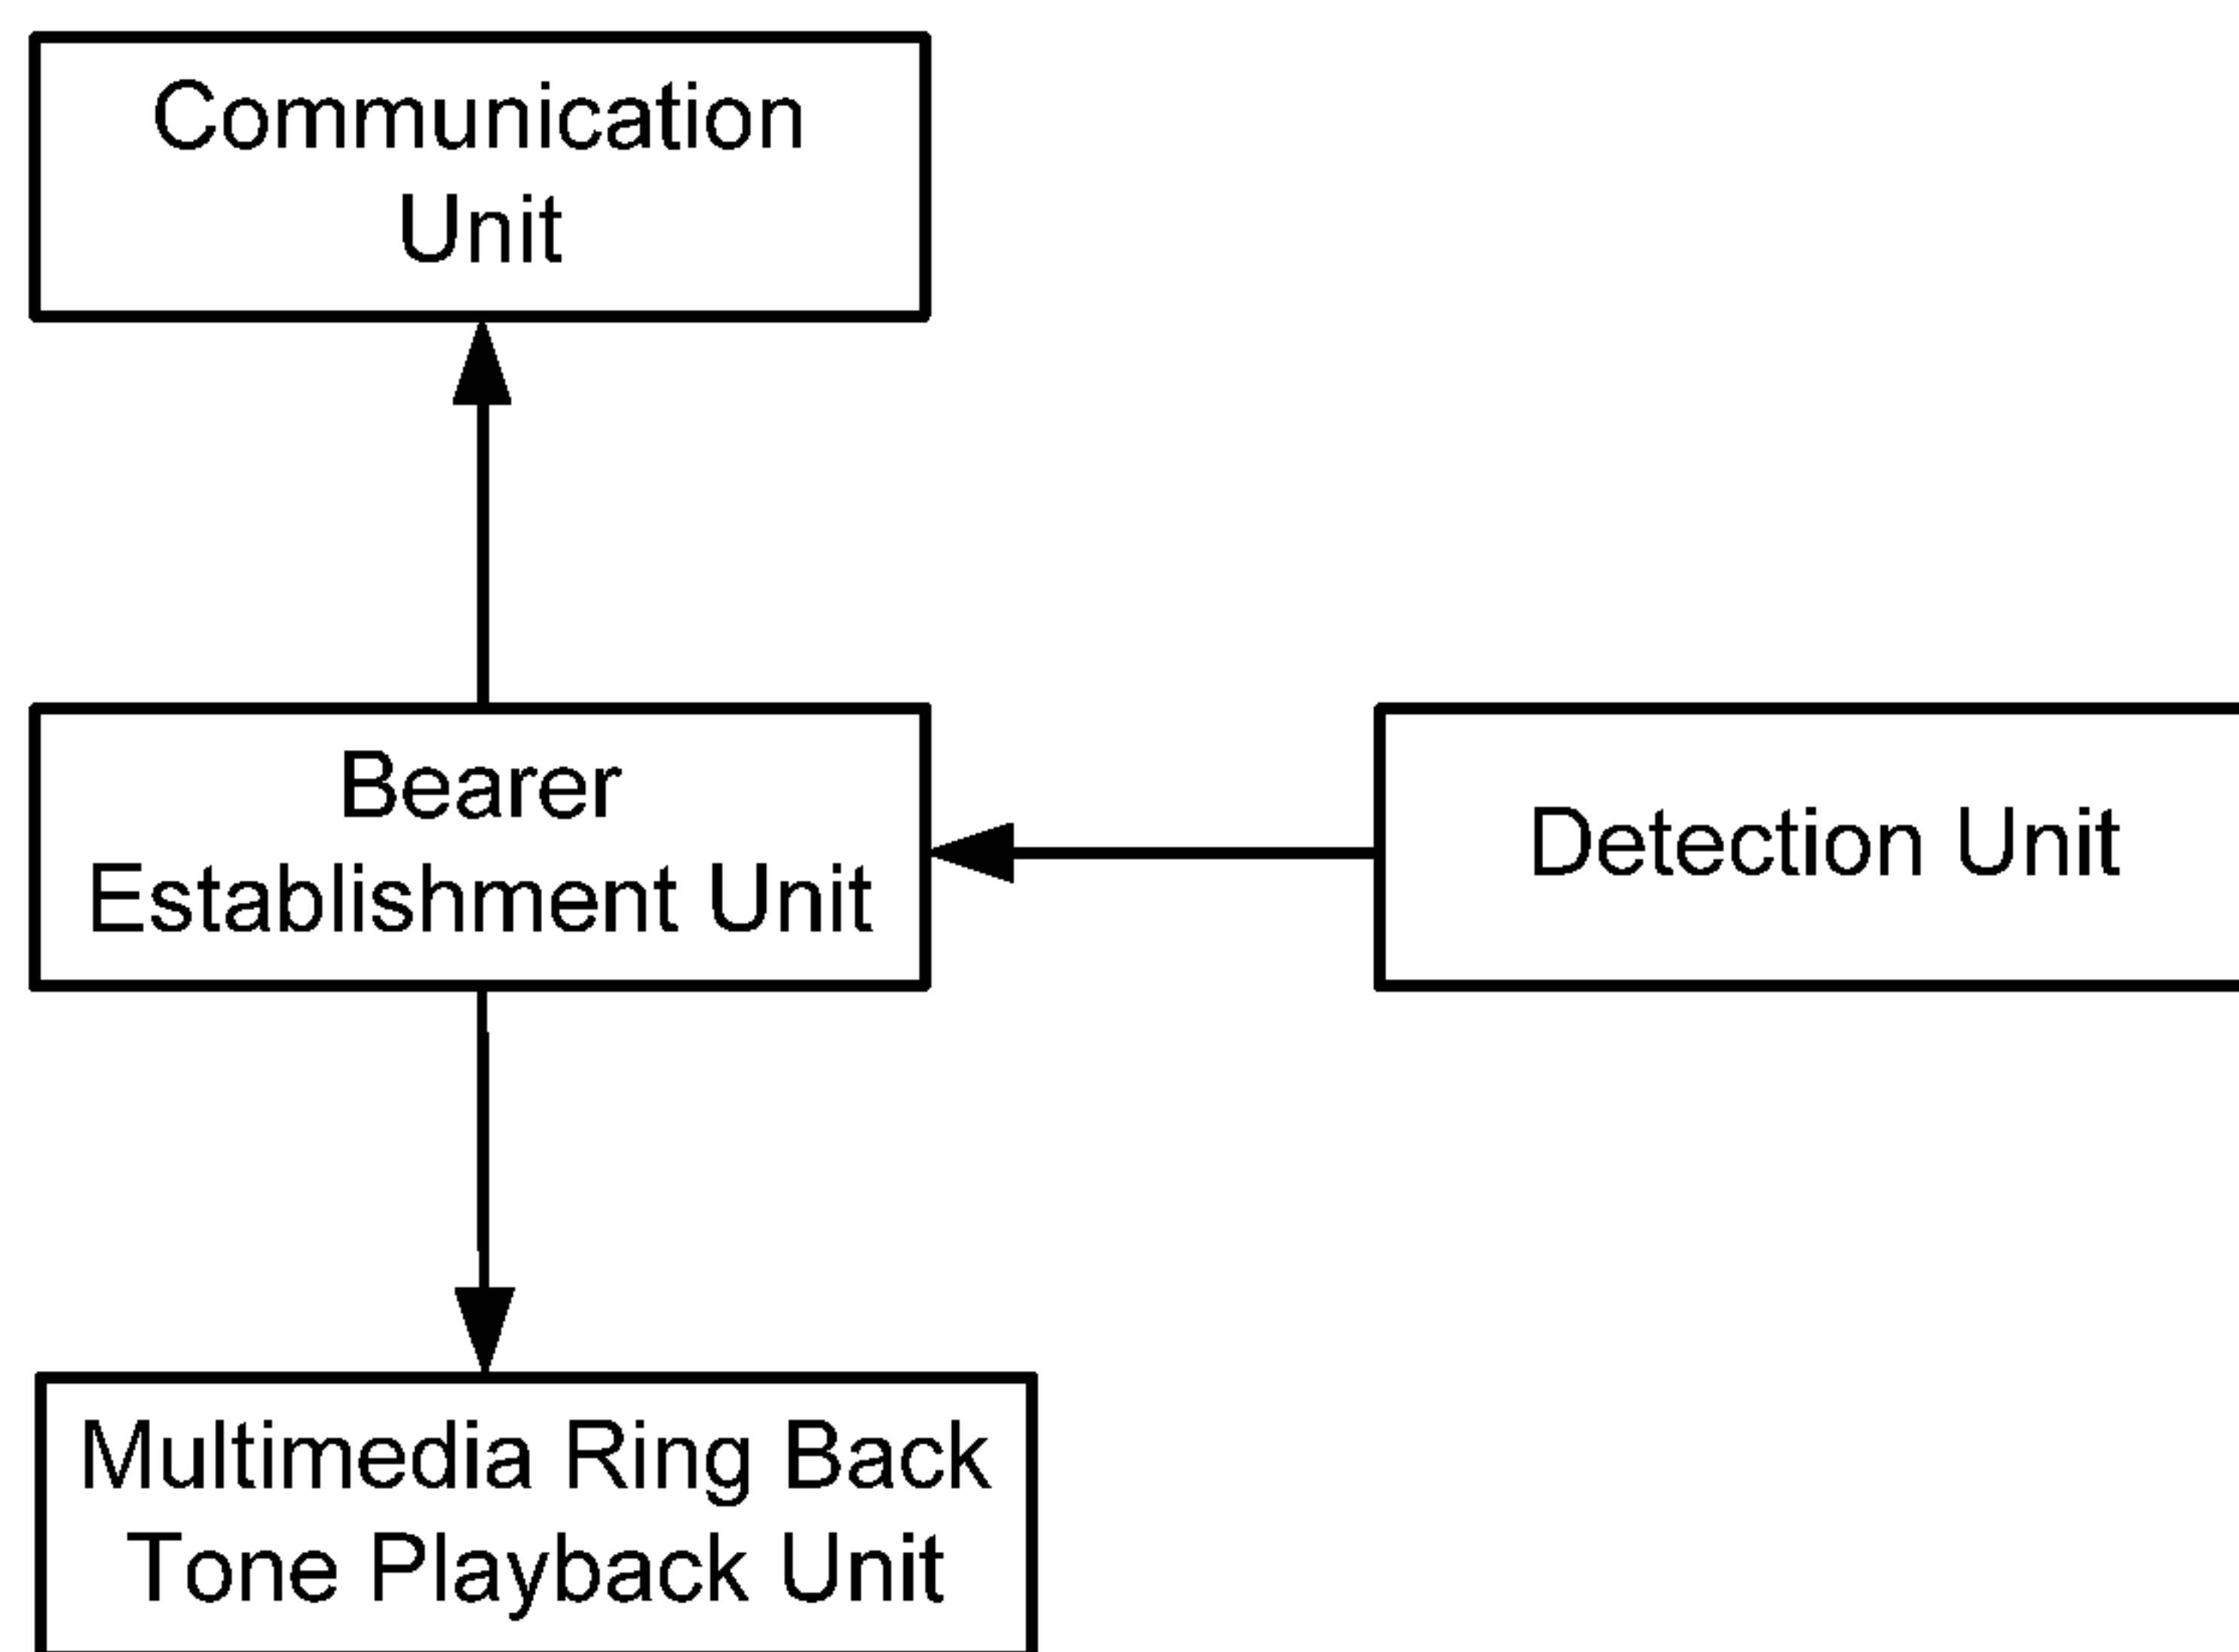 Communication
Unit
Bearer
Establishment Unit
Detection Unit
Multimedia Ring Back
Tone Playback Unit